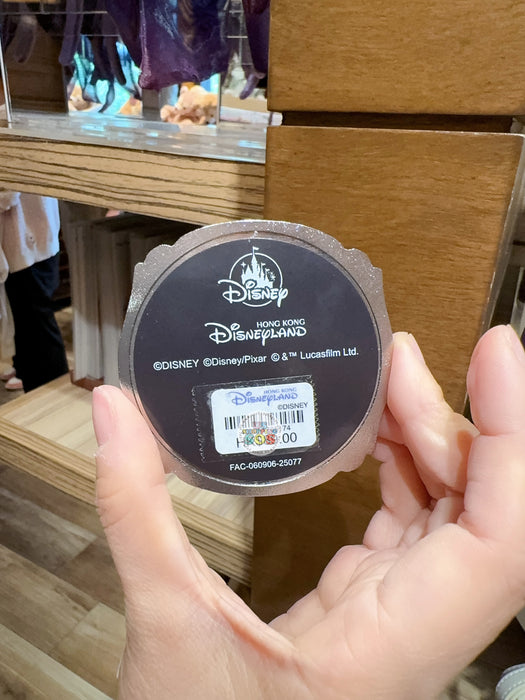 Disney
HONG KONG
DISNEYLAND
©DISNEY ©Disney/Pixar © &™ Lucasfilm Ltd.
HONG KONG
DISNEYLAND
©DISNEY
FAC-060906-25077